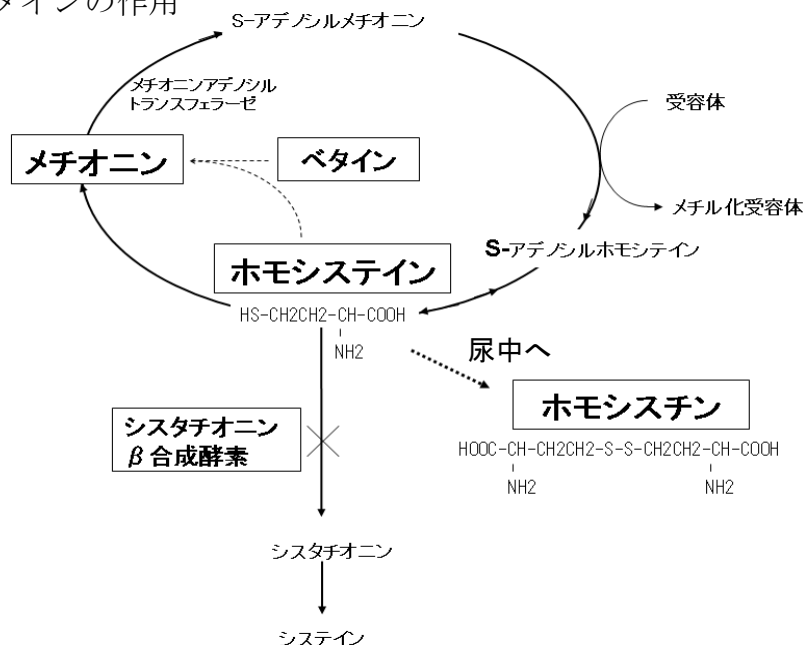 タインの作用
S-アデノシルメチオニン
メチオニンアデノシル
トランスフェラーゼ
受容体
メチオニン
ベタイン
メチル化受容体
S-アデノシルホモシテイン
ホモシステイン
HS-CH2CH2-CH-COOH
NH2
尿中へ
ホモシスチン
シスタチオニン
β合成酵素
HOOC-CH-CH2CH2-S-S-CH2CH2-CH-COOH
NH2 NH2
シスタチオニン
システイン